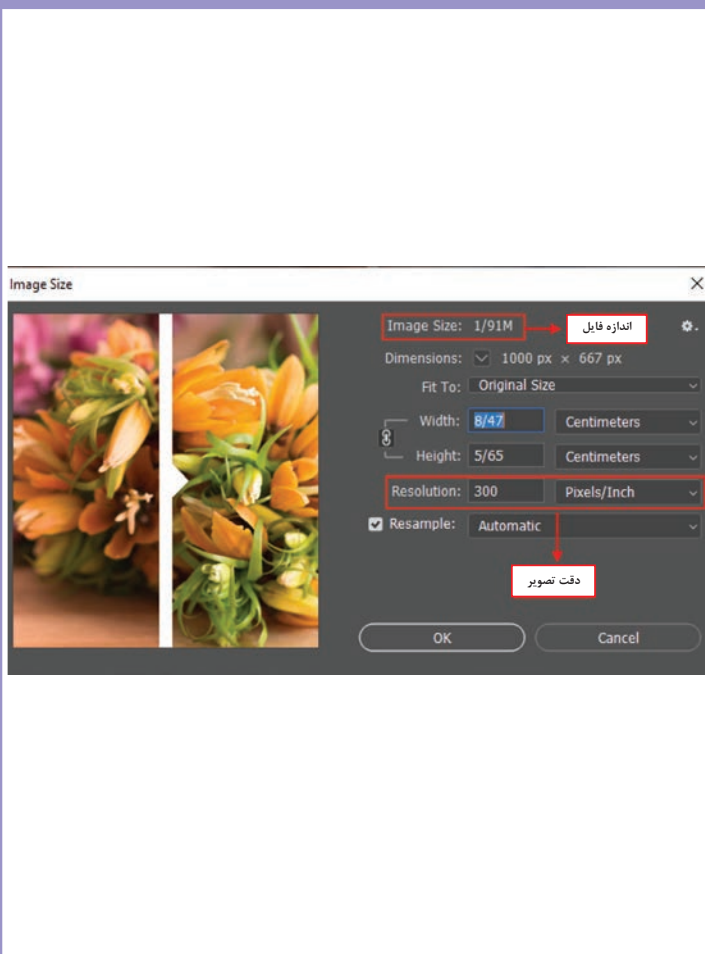 Image Size
Image Size: 1/91M اندازه فایل
Dimensions: 1000 px × 667 px
Fit To: Original Size
Width: 8/47 Centimeters
Height: 5/65 Centimeters
Resolution: 300 Pixels/Inch
Resample: Automatic
دقت تصویر
OK Cancel